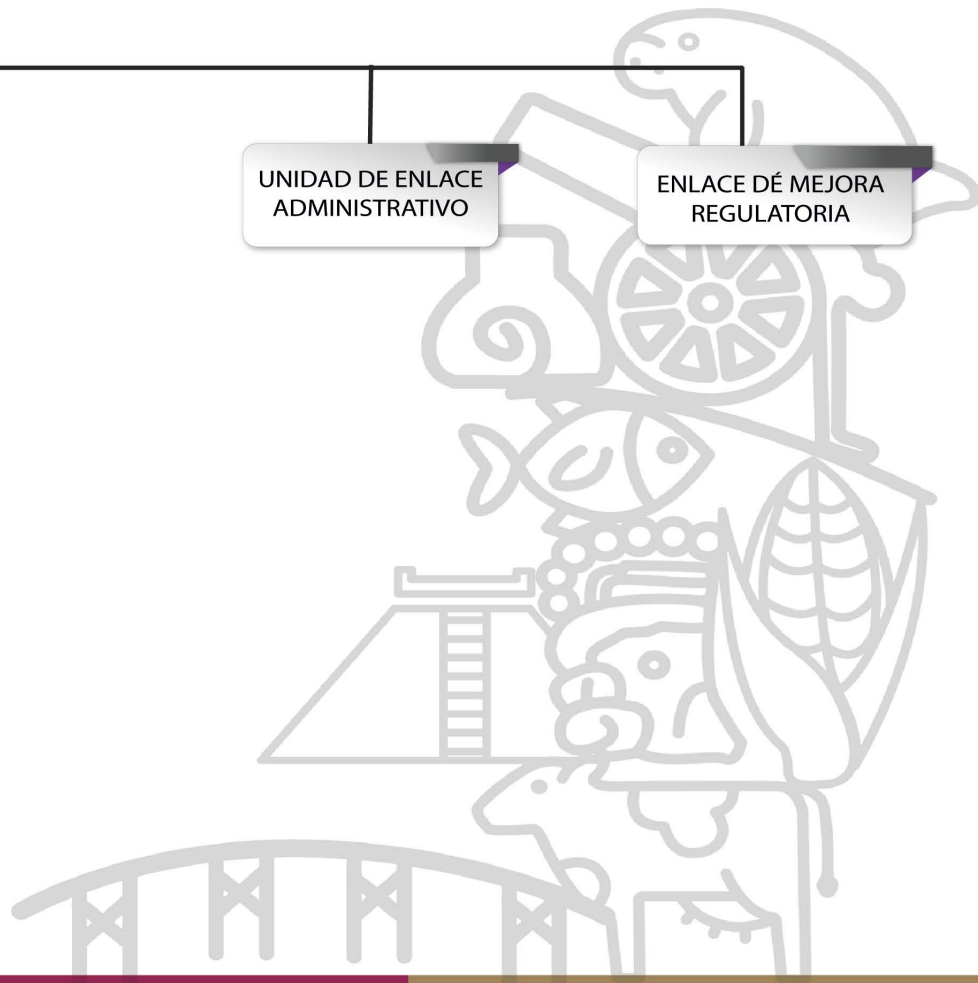 UNIDAD DE ENLACE
ADMINISTRATIVO
ENLACE DÉ MEJORA
REGULATORIA